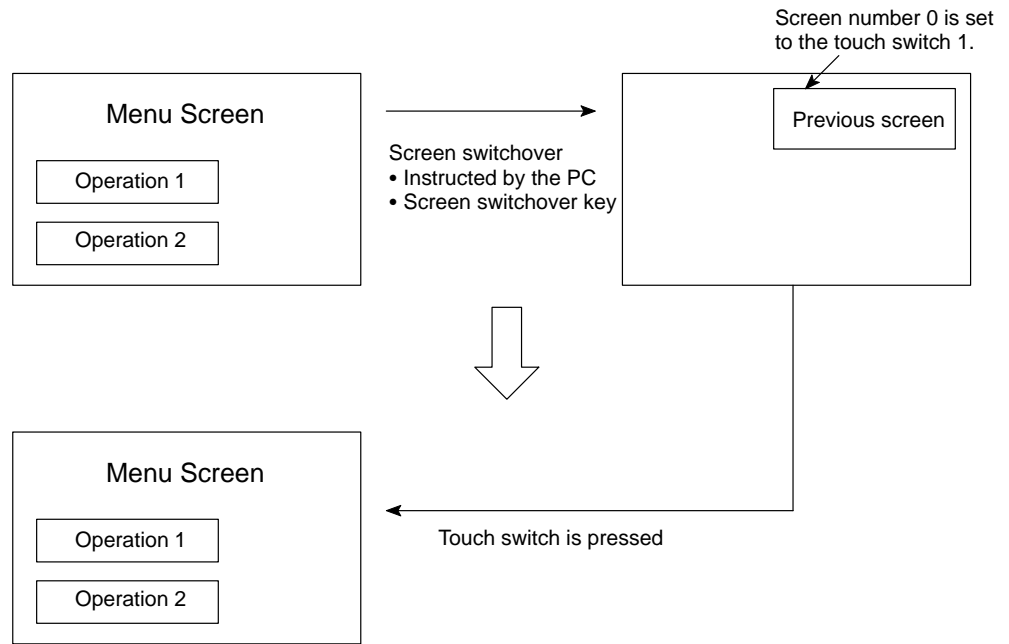 Screen number 0 is set
to the touch switch 1.
Menu Screen
Operation 1
Operation 2
Screen switchover
• Instructed by the PC
• Screen switchover key
Previous screen
Menu Screen
Operation 1
Operation 2
Touch switch is pressed